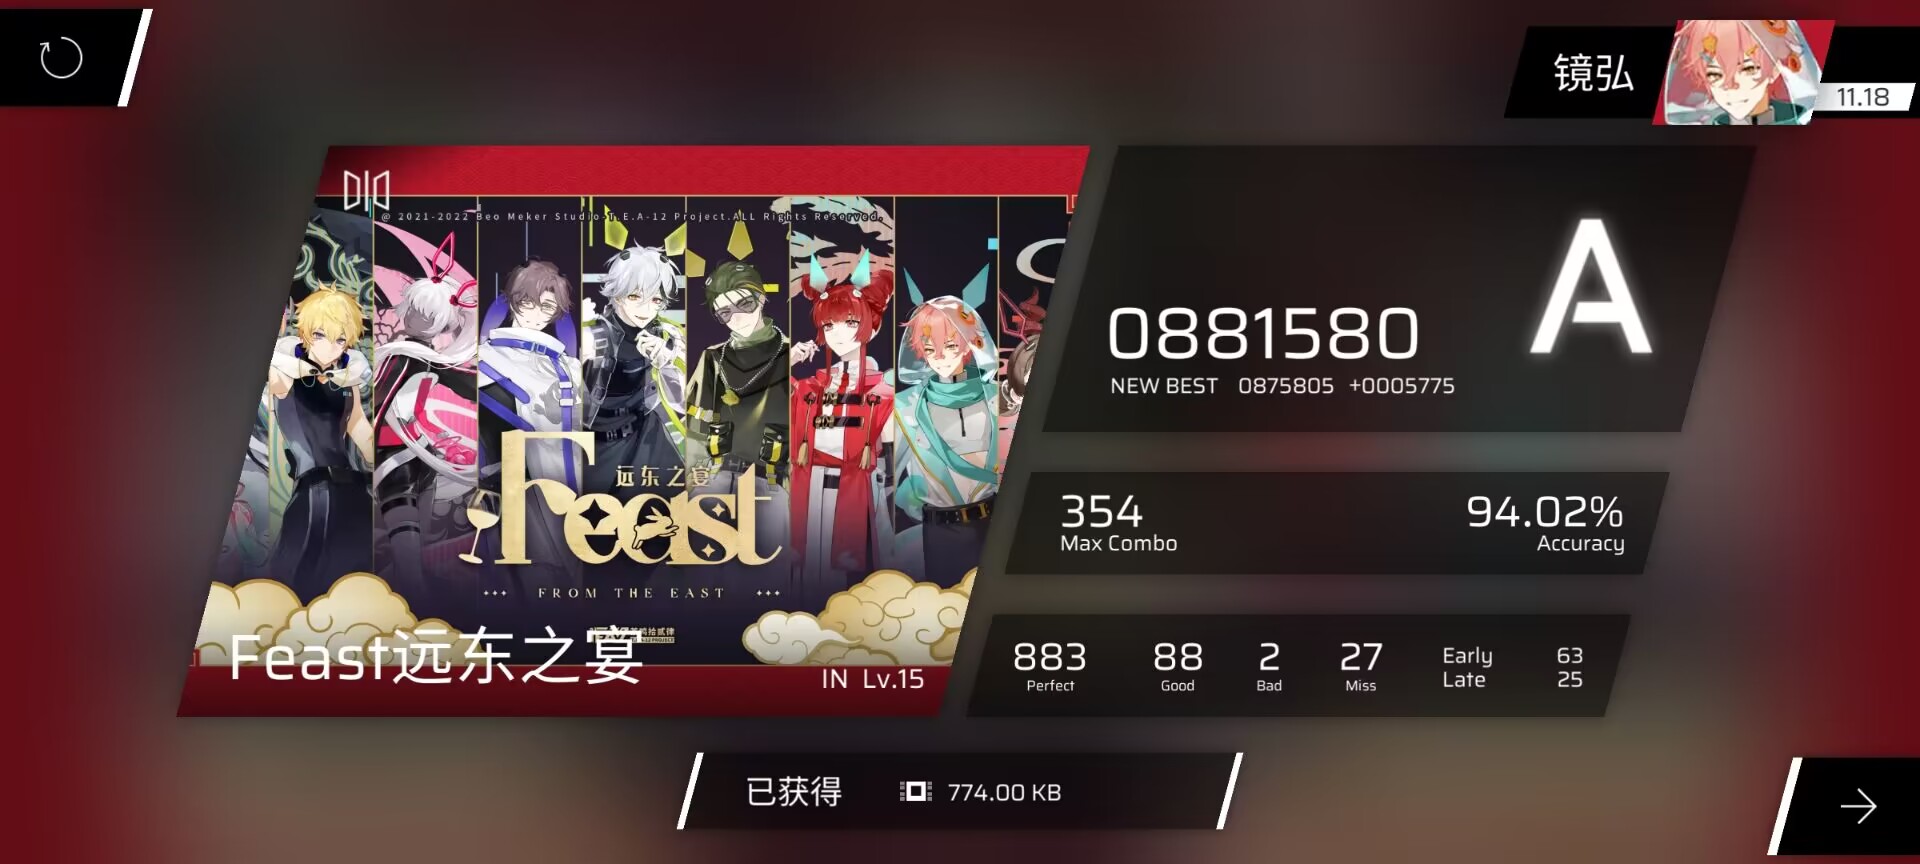 镜弘
11.18
@ 2021-2022 Beo Meker Studio-T.E.A-12 Project.ALL Rights Reserved.
远东之宴
Feast
FROM THE EAST
Feast远东之宴
IN Lv.15
A
0881580
NEW BEST 0875805 +0005775
354
Max Combo
94.02%
Accuracy
883
Perfect
88
Good
2
Bad
27
Miss
Early 63
Late 25
已获得 774.00 KB